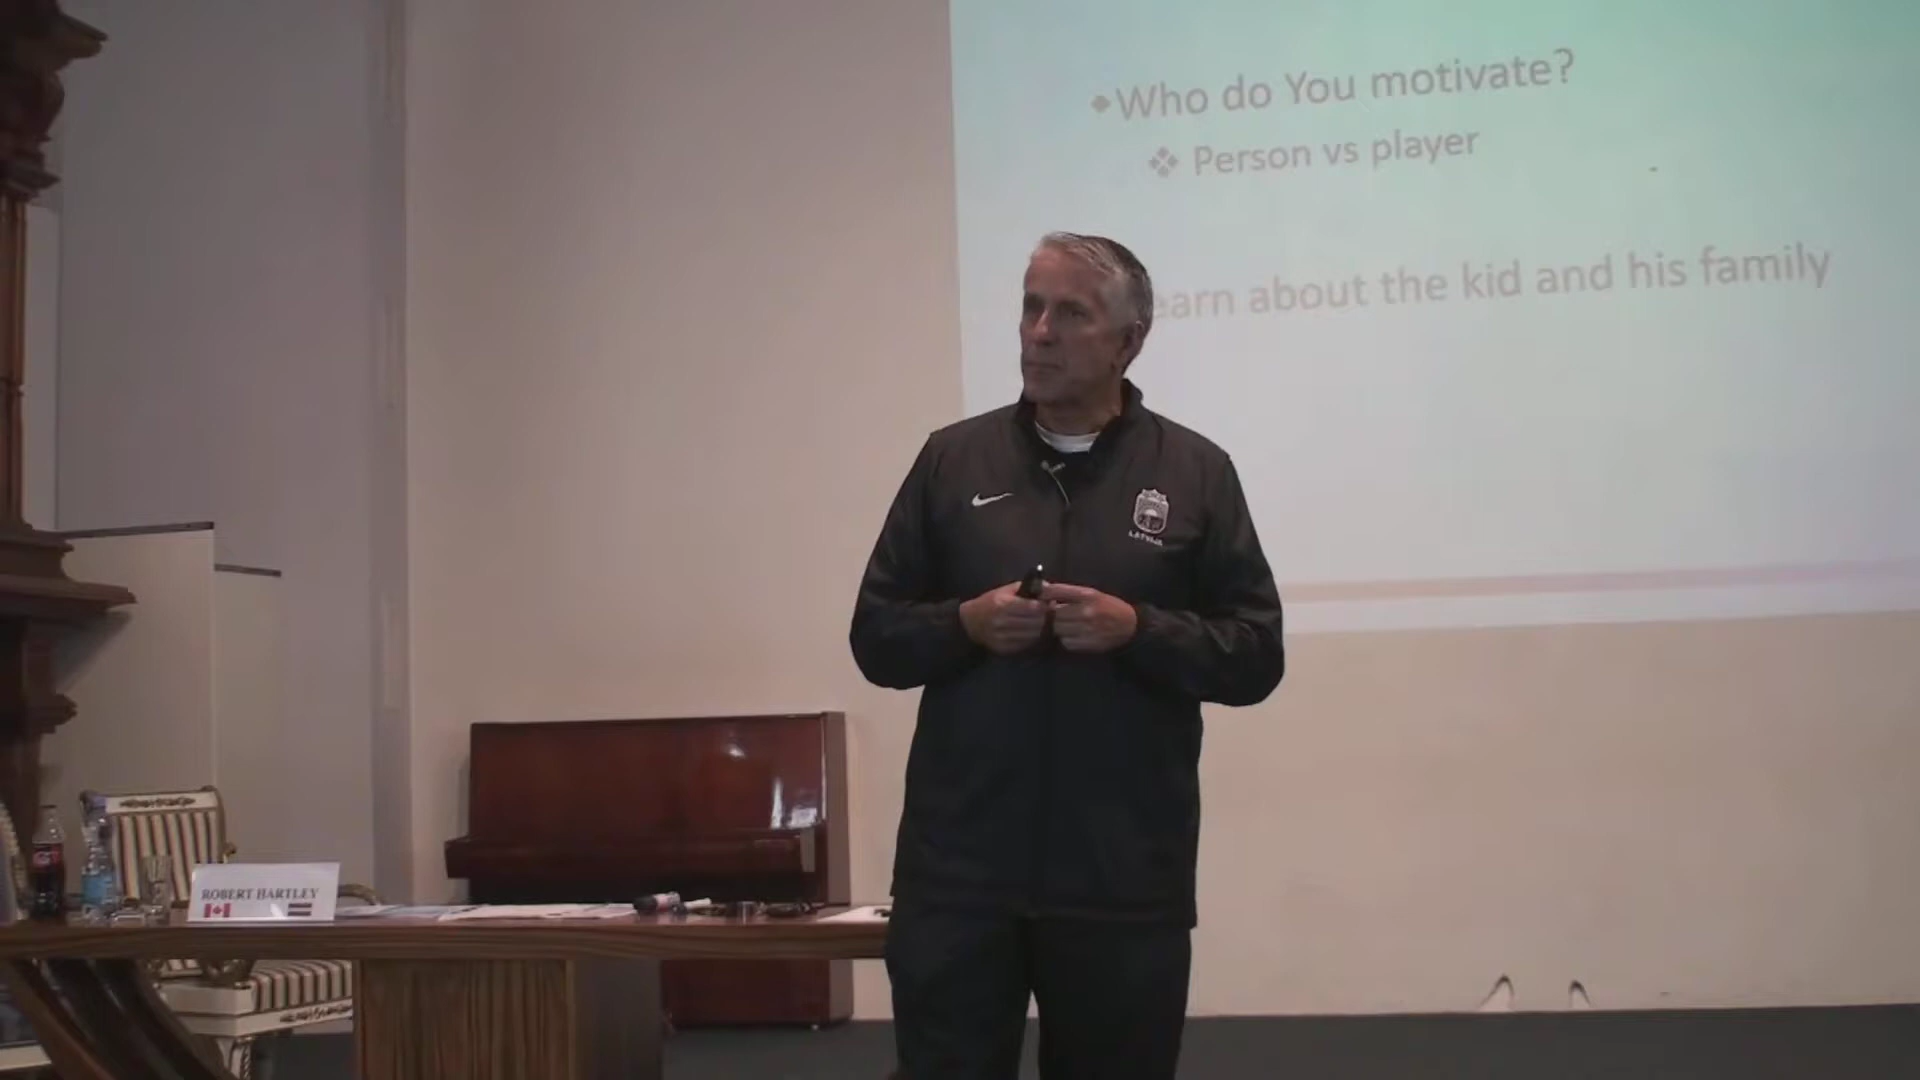 •Who do You motivate?
❖ Person vs player
earn about the kid and his family
LATVIJA
ROBERT HARTLEY